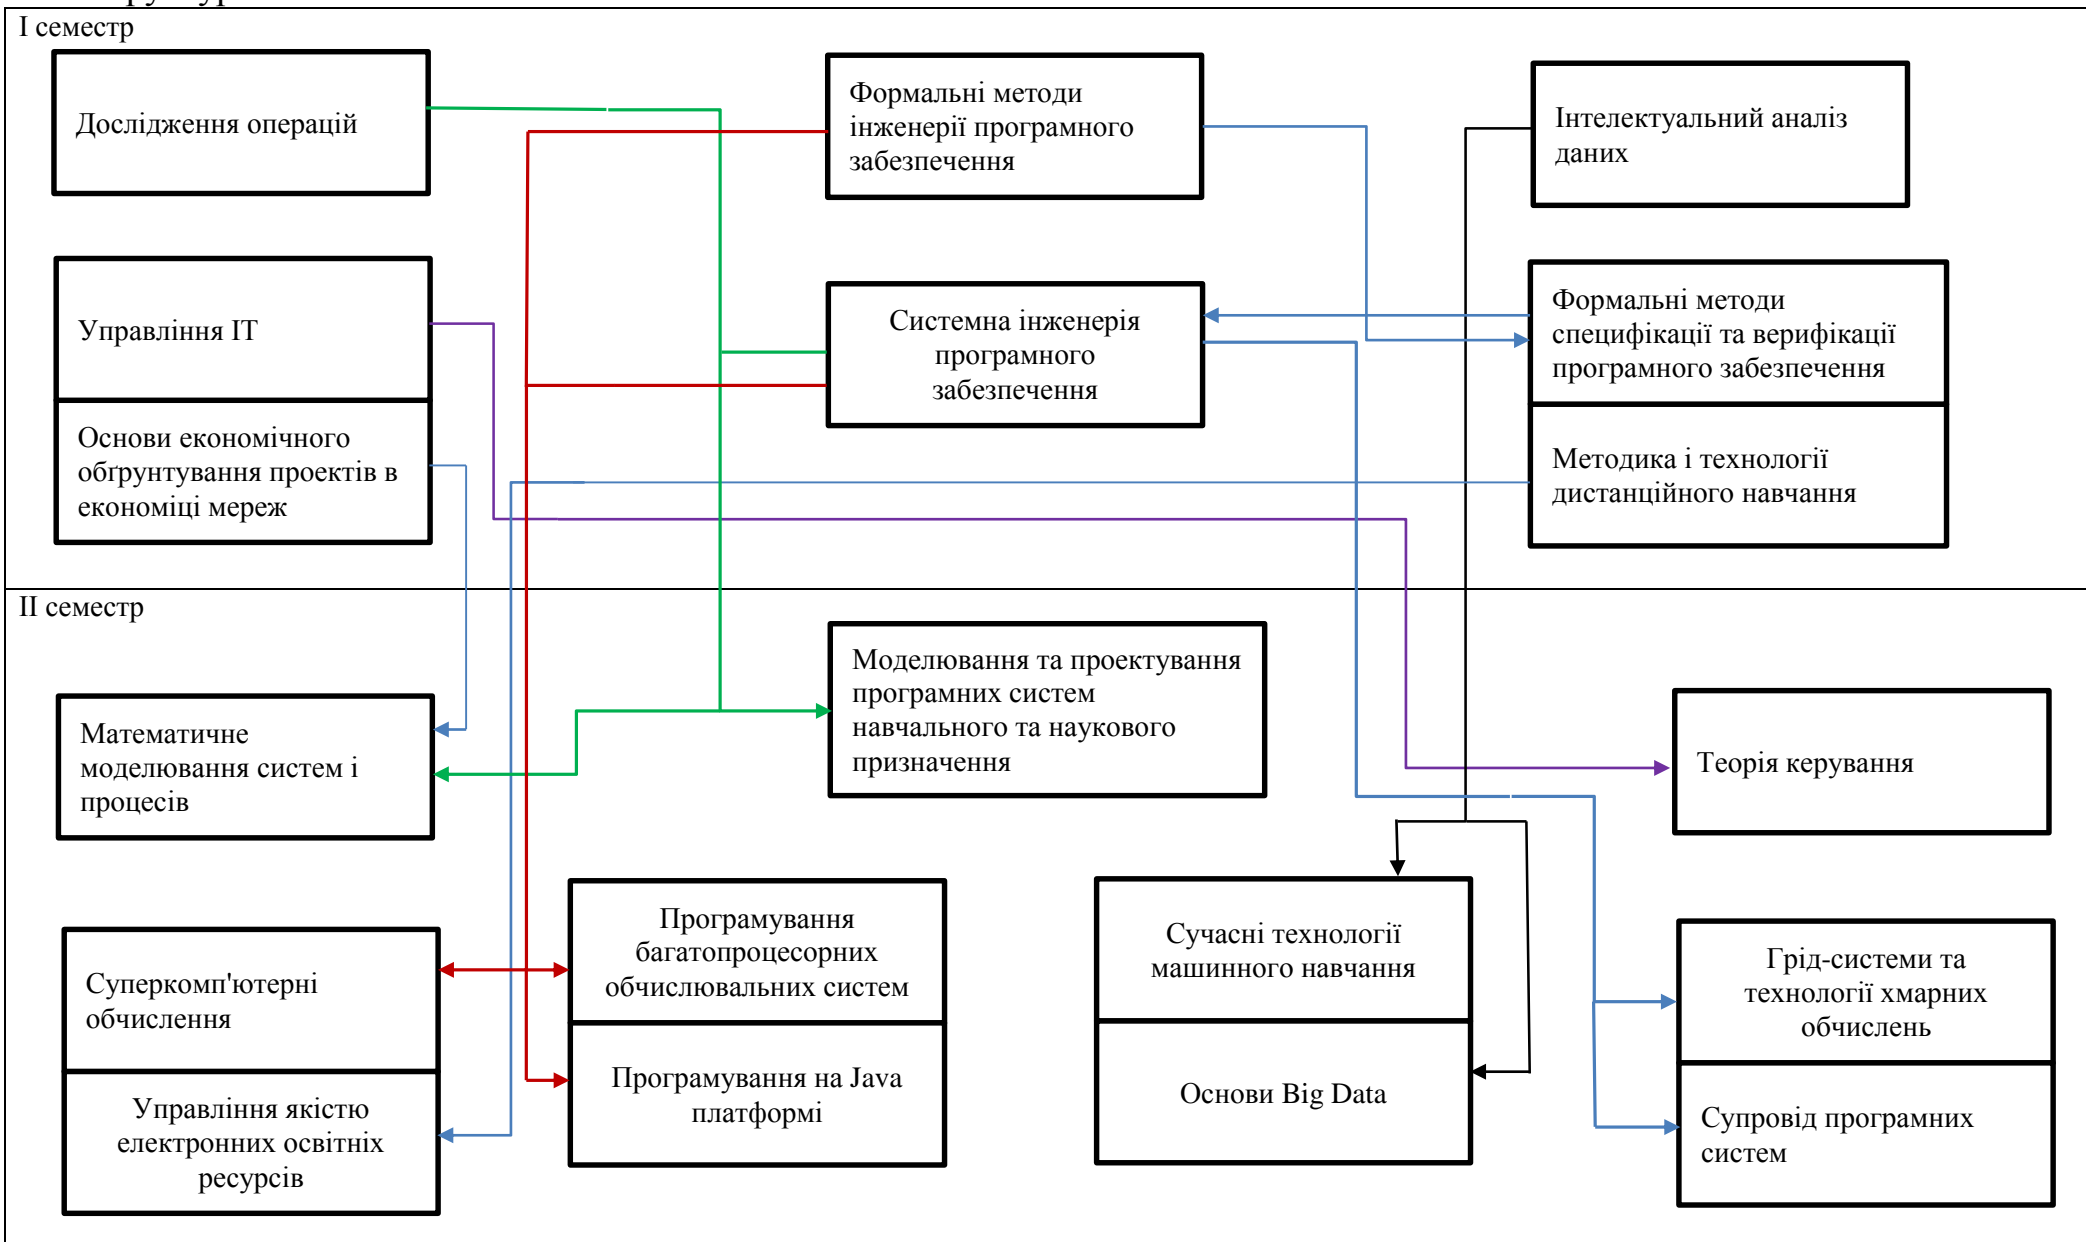 І семестр
Дослідження операцій
Формальні методи
інженерії програмного
забезпечення
Інтелектуальний аналіз
даних
Управління ІТ
Основи економічного
обґрунтування проектів в
економіці мереж
Системна інженерія
програмного
забезпечення
Формальні методи
специфікації та верифікації
програмного забезпечення
Методика і технології
дистанційного навчання
ІІ семестр
Математичне
моделювання систем і
процесів
Моделювання та проектування
програмних систем
навчального та наукового
призначення
Теорія керування
Суперкомп'ютерні
обчислення
Управління якістю
електронних освітніх
ресурсів
Програмування
багатопроцесорних
обчислювальних систем
Програмування на Java
платформі
Сучасні технології
машинного навчання
Основи Big Data
Грід-системи та
технології хмарних
обчислень
Супровід програмних
систем